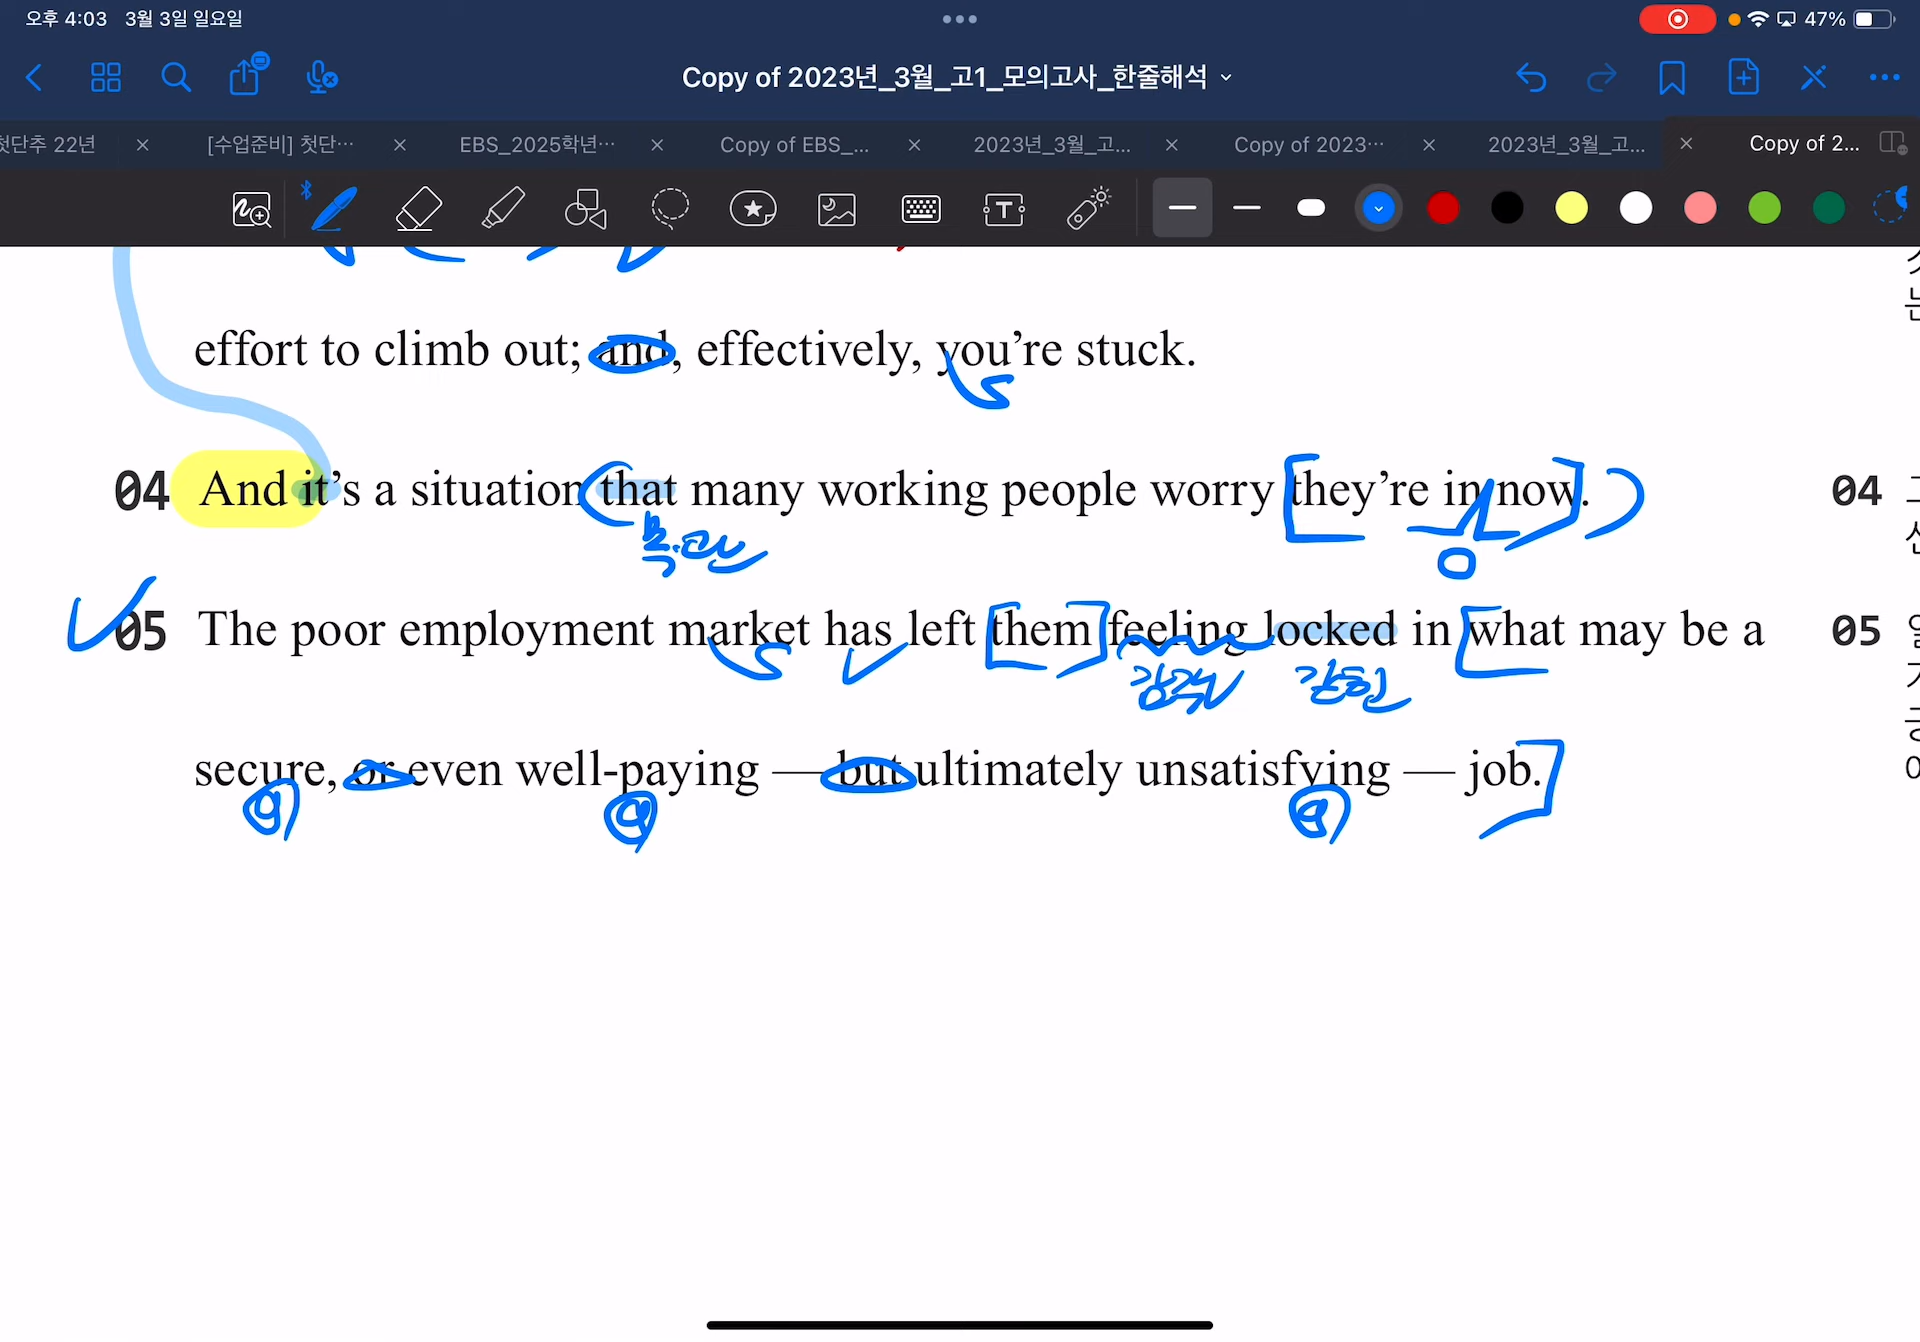 오후 4:03 3월 3일 일요일
47%
Copy of 2023년_3월_고1_모의고사_한줄해석
첫단추 22년 [수업준비] 첫단… EBS_2025학년… Copy of EBS_... 2023년_3월_고... Copy of 2023… 2023년_3월_고... Copy of 2...
effort to climb out; and, effectively, you're stuck.
04 And it's a situation that many working people worry they're in now. 04
목.관
05 The poor employment market has left them feeling locked in what may be a 05
갇힌
secure, or even well-paying — but ultimately unsatisfying — job.